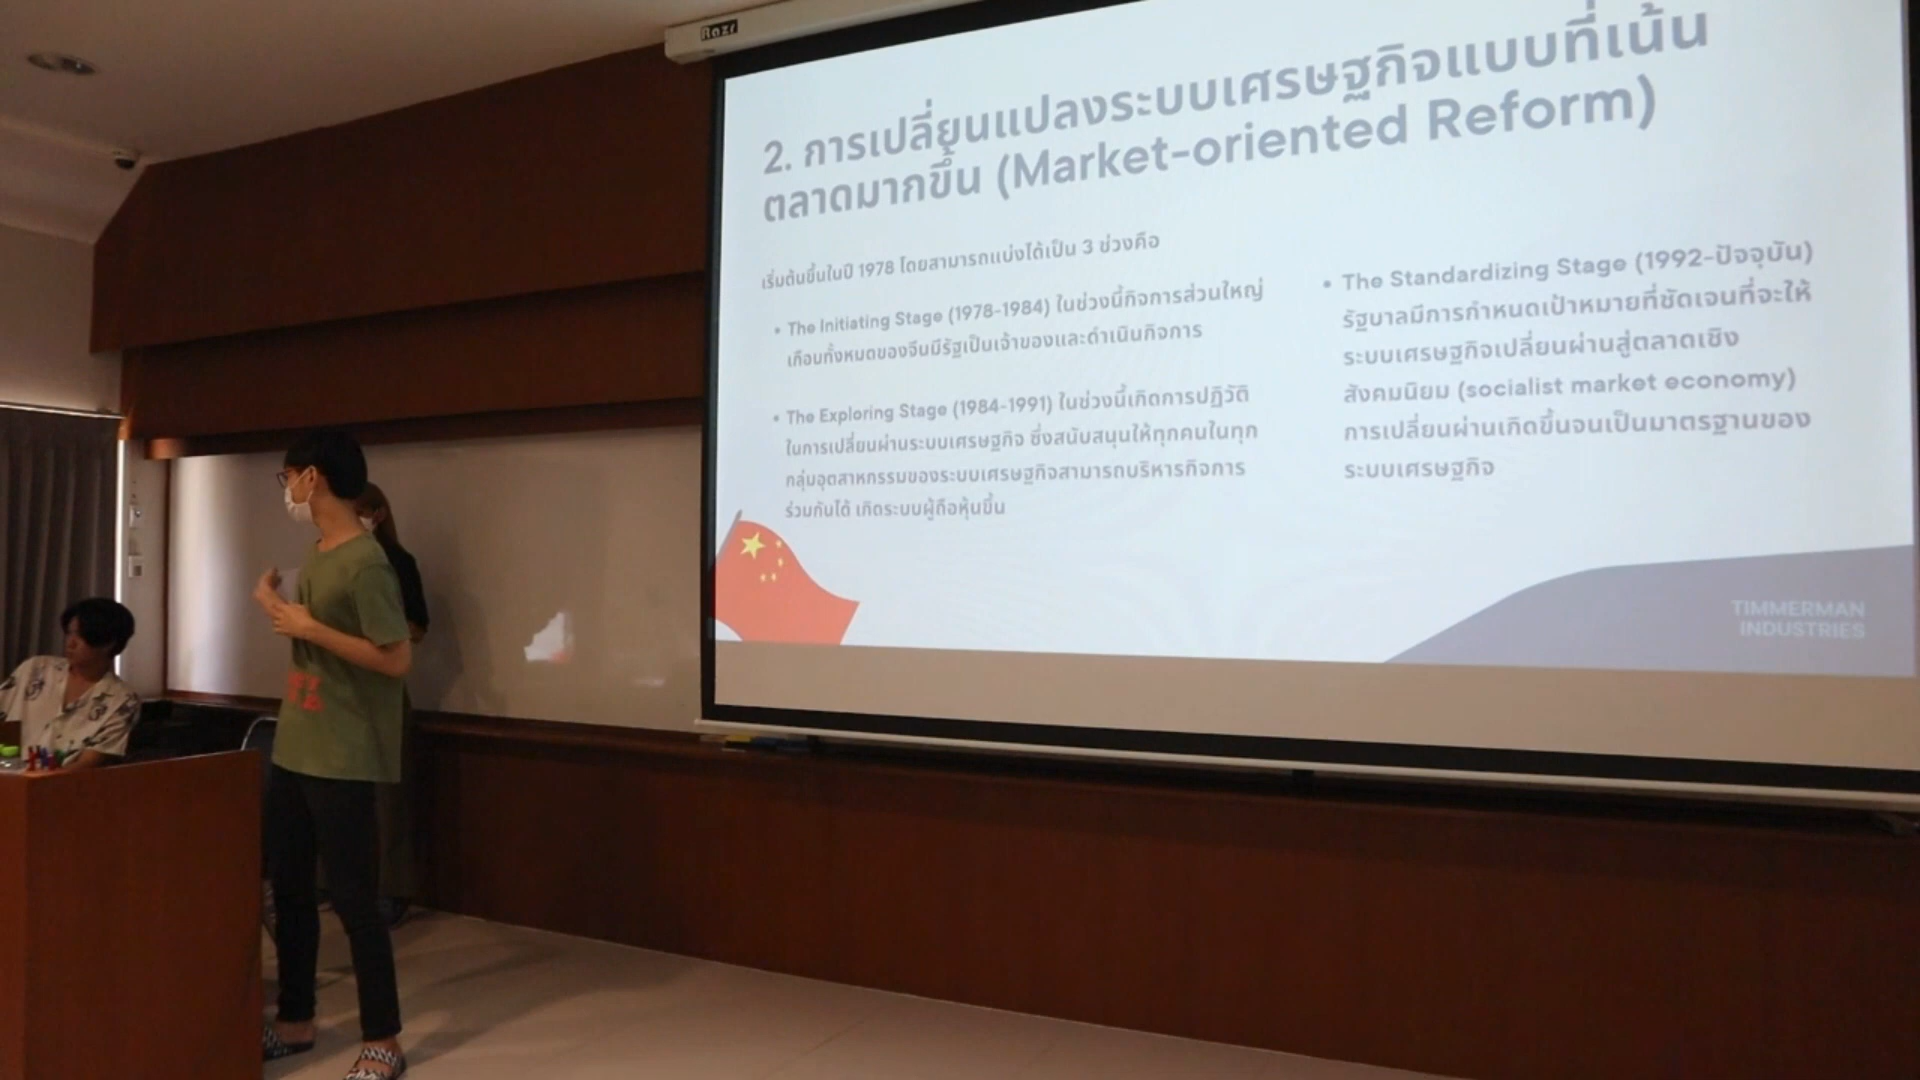 Razr
2. การเปลี่ยนแปลงระบบเศรษฐกิจแบบที่เน้น
ตลาดมากขึ้น (Market-oriented Reform)
เริ่มต้นขึ้นในปี 1978 โดยสามารถแบ่งได้เป็น 3 ช่วงคือ
• The Initiating Stage (1978-1984) ในช่วงนี้กิจการส่วนใหญ่
เกือบทั้งหมดของจีนมีรัฐเป็นเจ้าของและดำเนินกิจการ
• The Exploring Stage (1984-1991) ในช่วงนี้เกิดการปฏิวัติ
ในการเปลี่ยนผ่านระบบเศรษฐกิจ ซึ่งสนับสนุนให้ทุกคนในทุก
กลุ่มอุตสาหกรรมของระบบเศรษฐกิจสามารถบริหารกิจการ
ร่วมกันได้ เกิดระบบผู้ถือหุ้นขึ้น
• The Standardizing Stage (1992-ปัจจุบัน)
รัฐบาลมีการกำหนดเป้าหมายที่ชัดเจนที่จะให้
ระบบเศรษฐกิจเปลี่ยนผ่านสู่ตลาดเชิง
สังคมนิยม (socialist market economy)
การเปลี่ยนผ่านเกิดขึ้นจนเป็นมาตรฐานของ
ระบบเศรษฐกิจ
TIMMERMAN
INDUSTRIES